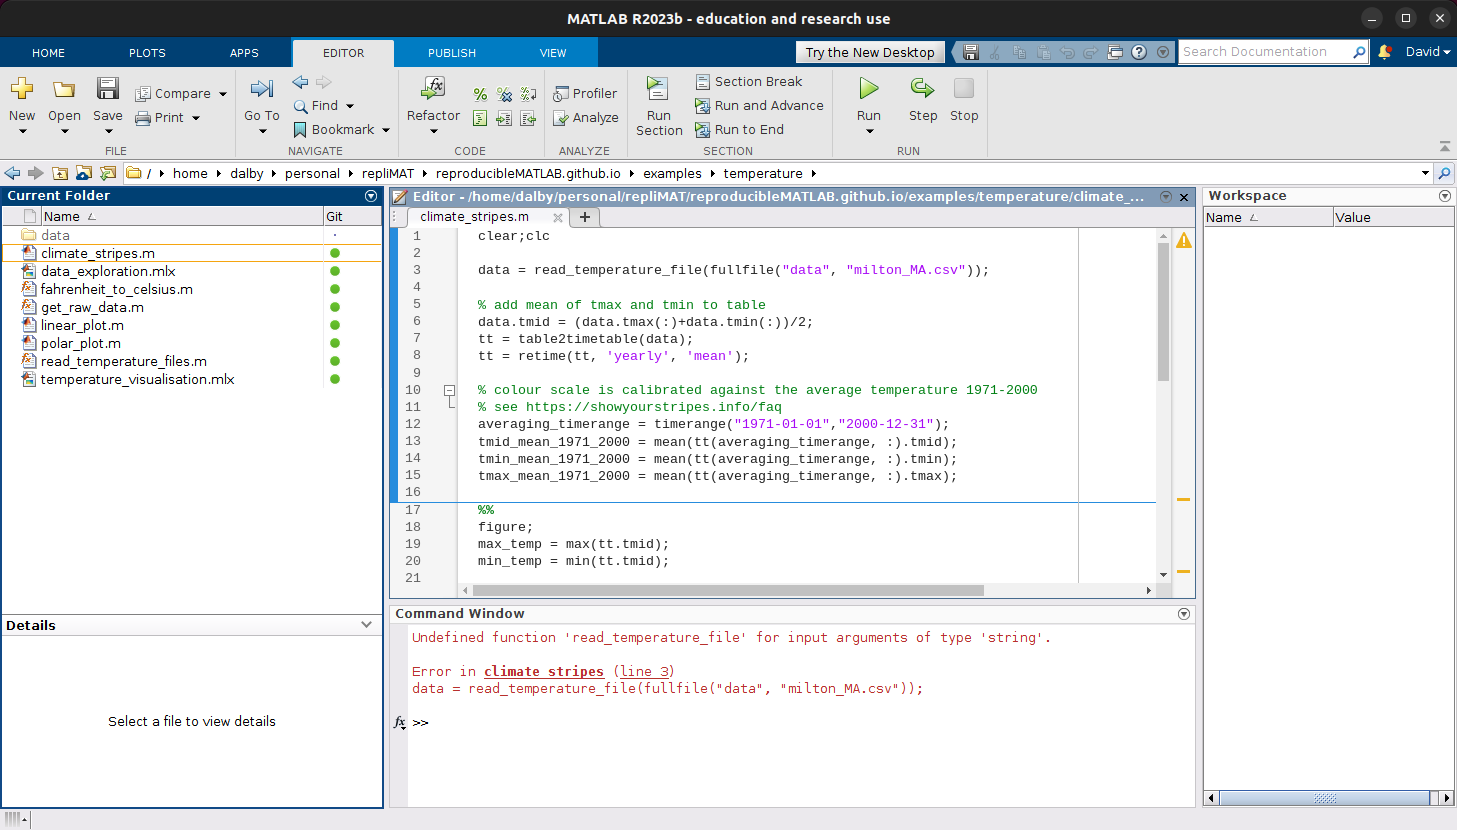 MATLAB R2023b - education and research use
HOME PLOTS APPS EDITOR PUBLISH VIEW Try the New Desktop Search Documentation David
New Open Save Compare Print FILE
Go To Find Bookmark NAVIGATE
Refactor CODE
Profiler Analyze ANALYZE
Run Section Section Break Run and Advance Run to End SECTION
Run Step Stop RUN
/ home dalby personal repliMAT reproducibleMATLAB.github.io examples temperature
Current Folder
Name Git
data
climate_stripes.m
data_exploration.mlx
fahrenheit_to_celsius.m
get_raw_data.m
linear_plot.m
polar_plot.m
read_temperature_files.m
temperature_visualisation.mlx
Details
Select a file to view details
Editor - /home/dalby/personal/repliMAT/reproducibleMATLAB.github.io/examples/temperature/climate_...
climate_stripes.m +
1 clear;clc
2
3 data = read_temperature_file(fullfile("data", "milton_MA.csv"));
4
5 % add mean of tmax and tmin to table
6 data.tmid = (data.tmax(:)+data.tmin(:))/2;
7 tt = table2timetable(data);
8 tt = retime(tt, 'yearly', 'mean');
9
10 % colour scale is calibrated against the average temperature 1971-2000
11 % see https://showyourstripes.info/faq
12 averaging_timerange = timerange("1971-01-01","2000-12-31");
13 tmid_mean_1971_2000 = mean(tt(averaging_timerange, :).tmid);
14 tmin_mean_1971_2000 = mean(tt(averaging_timerange, :).tmin);
15 tmax_mean_1971_2000 = mean(tt(averaging_timerange, :).tmax);
16
17 %%
18 figure;
19 max_temp = max(tt.tmid);
20 min_temp = min(tt.tmid);
21
Command Window
Undefined function 'read_temperature_file' for input arguments of type 'string'.
Error in climate_stripes (line 3)
data = read_temperature_file(fullfile("data", "milton_MA.csv"));
fx >>
Workspace
Name Value